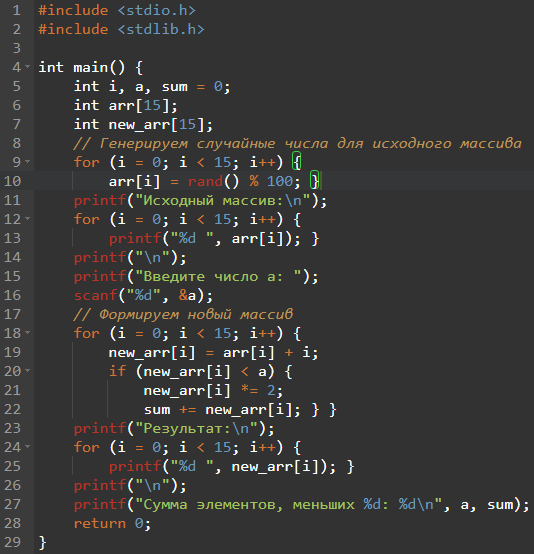 1 #include <stdio.h>
2 #include <stdlib.h>
3
4 int main() {
5 int i, a, sum = 0;
6 int arr[15];
7 int new_arr[15];
8 // Генерируем случайные числа для исходного массива
9 for (i = 0; i < 15; i++) {
10 arr[i] = rand() % 100; }
11 printf("Исходный массив:\n");
12 for (i = 0; i < 15; i++) {
13 printf("%d ", arr[i]); }
14 printf("\n");
15 printf("Введите число a: ");
16 scanf("%d", &a);
17 // Формируем новый массив
18 for (i = 0; i < 15; i++) {
19 new_arr[i] = arr[i] + i;
20 if (new_arr[i] < a) {
21 new_arr[i] *= 2;
22 sum += new_arr[i]; } }
23 printf("Результат:\n");
24 for (i = 0; i < 15; i++) {
25 printf("%d ", new_arr[i]); }
26 printf("\n");
27 printf("Сумма элементов, меньших %d: %d\n", a, sum);
28 return 0;
29 }